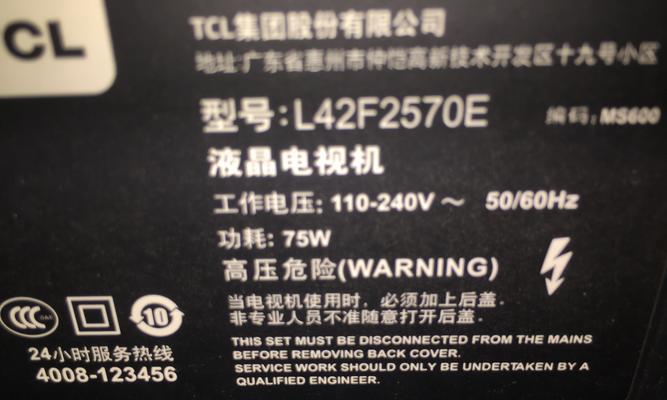 CL
TCL集团股份有限公司
地址:广东省惠州市仲恺高新技术开发区十九号小区
型号:L42F2570E
编码:MS600
液晶电视机
工作电压: 110-240V ~ 50/60Hz
功耗: 75W
高压危险(WARNING)
当电视机使用时，必须加上后盖.
非专业人员不准随意打开后盖.
THIS SET MUST BE DISCONNECTED FROM THE MAINS
BEFORE REMOVING BACK COVER.
SERVICE WORK SHOULD ONLY BE UNDERTAKEN BY A
QUALIFIED ENGINEER.
CCC
10
24小时服务热线
4008-123456